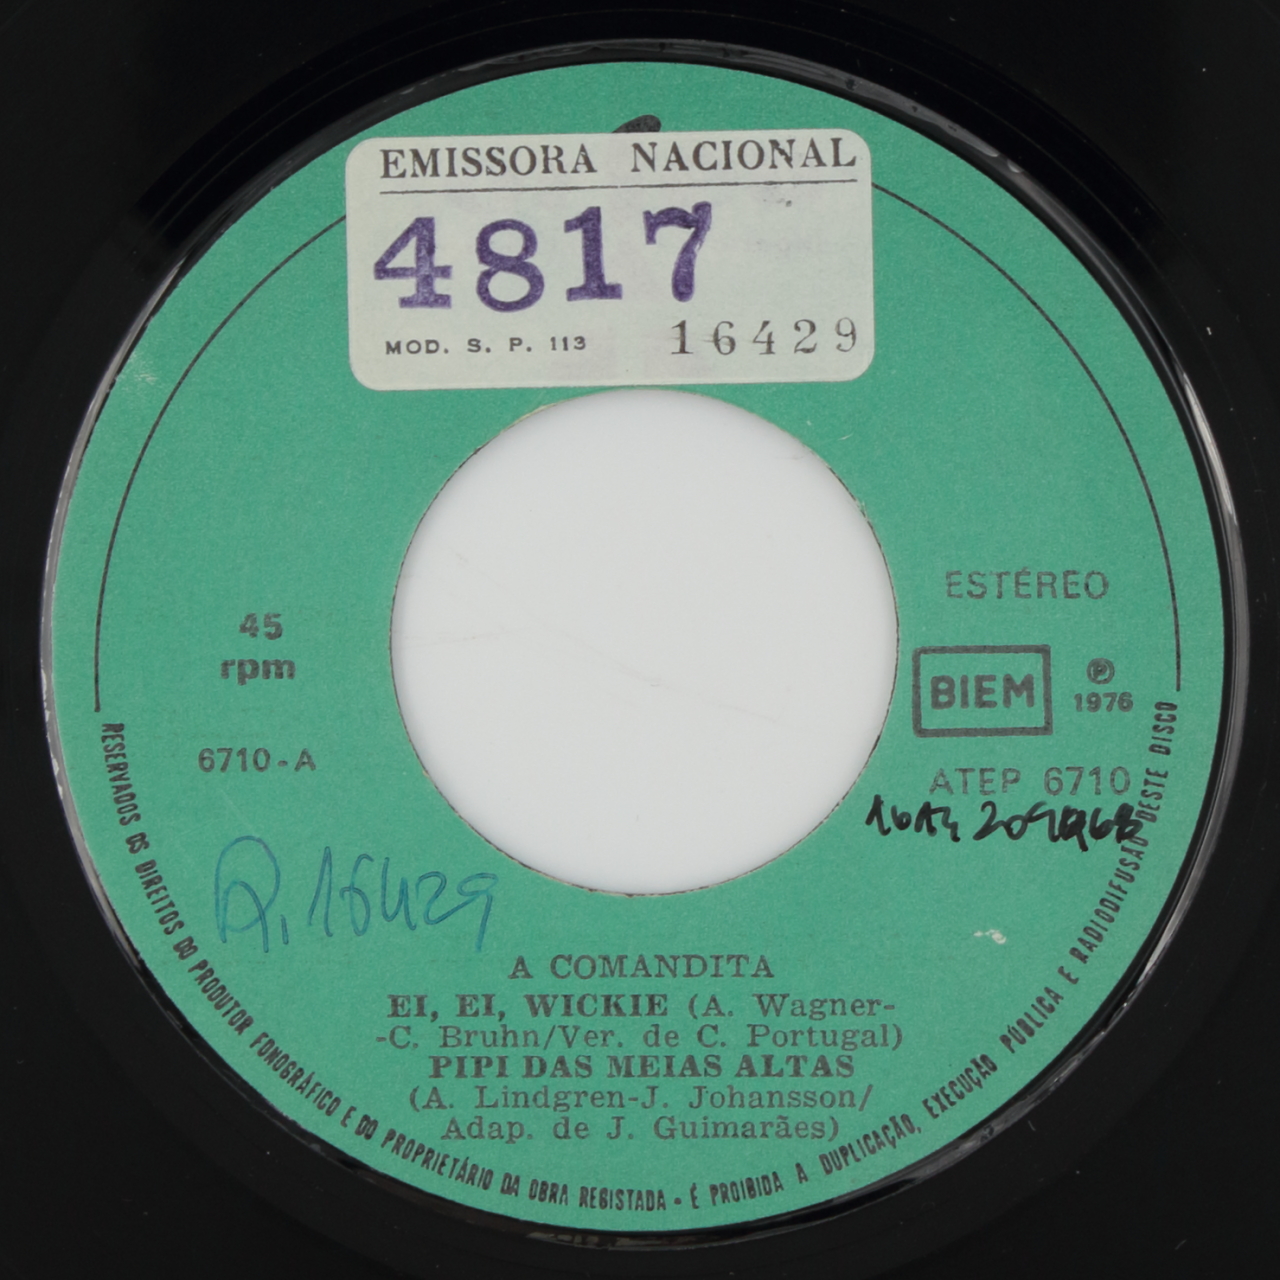 EMISSORA NACIONAL
4817
MOD. S. P. 113 16429
ESTÉREO
45
rpm
BIEM
℗
1976
6710-A
ATEP 6710
R. 16429
A COMANDITA
EI, EI, WICKIE (A. Wagner-
-C. Bruhn/Ver. de C. Portugal)
PIPI DAS MEIAS ALTAS
(A. Lindgren-J. Johansson/
Adap. de J. Guimarães)
RESERVADOS OS DIREITOS DO PRODUTOR FONOGRÁFICO E DO PROPRIETÁRIO DA OBRA REGISTADA - É PROIBIDA A DUPLICAÇÃO, EXECUÇÃO PÚBLICA E RADIODIFUSÃO DESTE DISCO